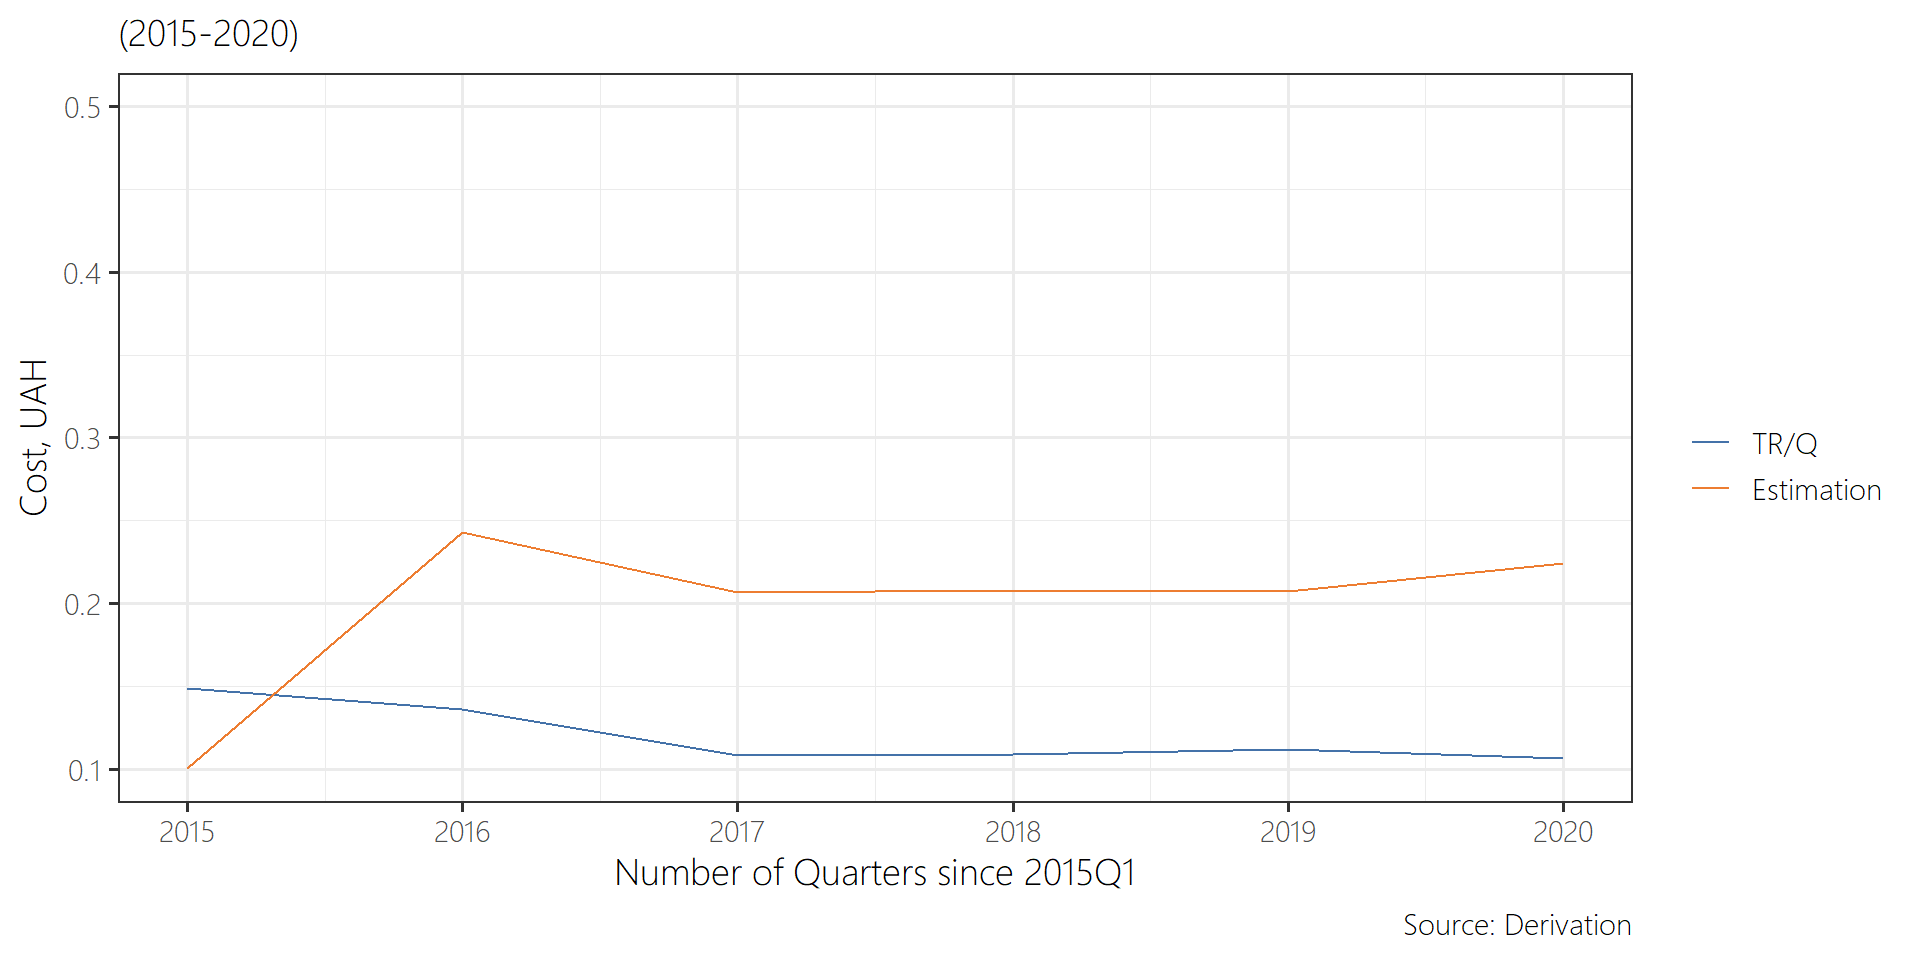 (2015-2020)
0.5
0.4
0.3
0.2
0.1
Cost, UAH
2015 2016 2017 2018 2019 2020
Number of Quarters since 2015Q1
TR/Q
Estimation
Source: Derivation